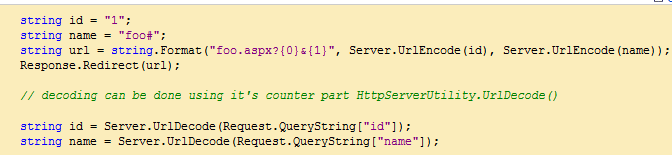 string id = "1";
string name = "foo#";
string url = string.Format("foo.aspx?{0}&{1}", Server.UrlEncode(id), Server.UrlEncode(name));
Response.Redirect(url);
// decoding can be done using it's counter part HttpServerUtility.UrlDecode()
string id = Server.UrlDecode(Request.QueryString["id"]);
string name = Server.UrlDecode(Request.QueryString["name"]);